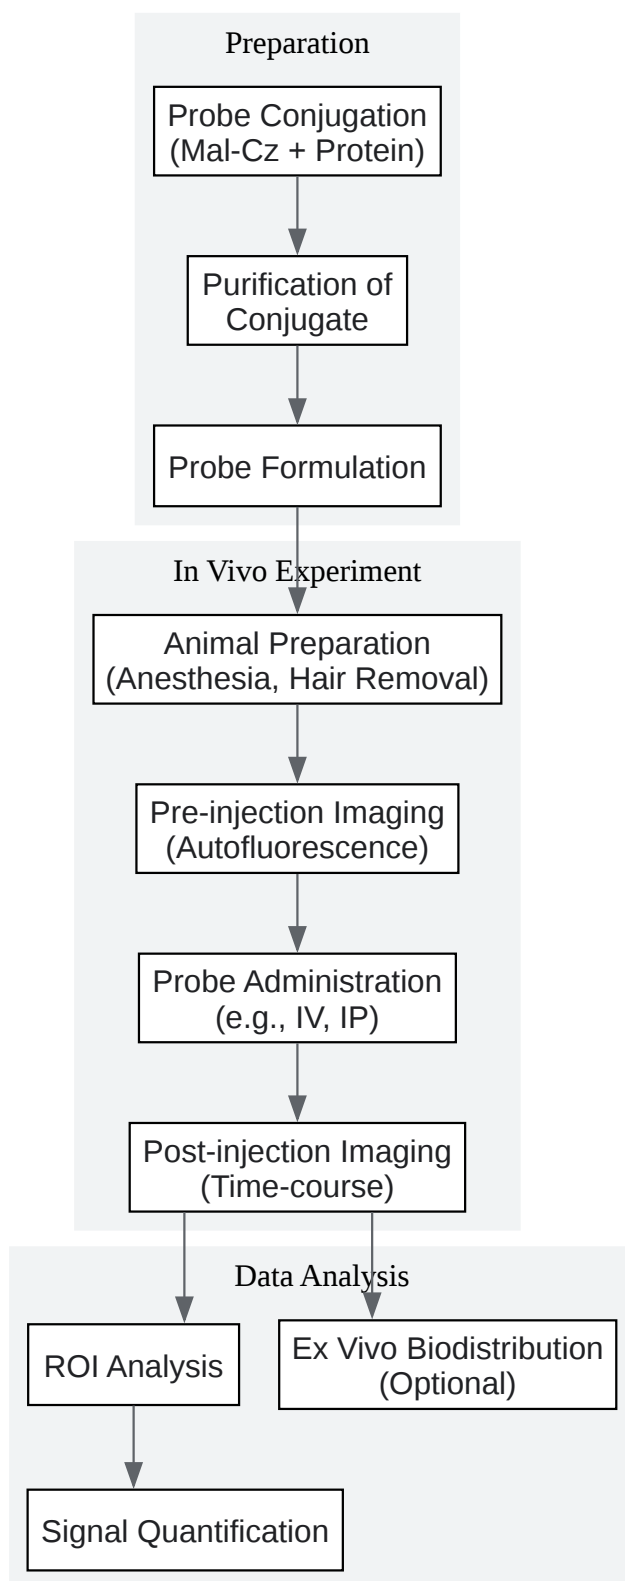 Preparation
Probe Conjugation
(Mal-Cz + Protein)
Purification of
Conjugate
Probe Formulation
In Vivo Experiment
Animal Preparation
(Anesthesia, Hair Removal)
Pre-injection Imaging
(Autofluorescence)
Probe Administration
(e.g., IV, IP)
Post-injection Imaging
(Time-course)
Data Analysis
ROI Analysis
Ex Vivo Biodistribution
(Optional)
Signal Quantification